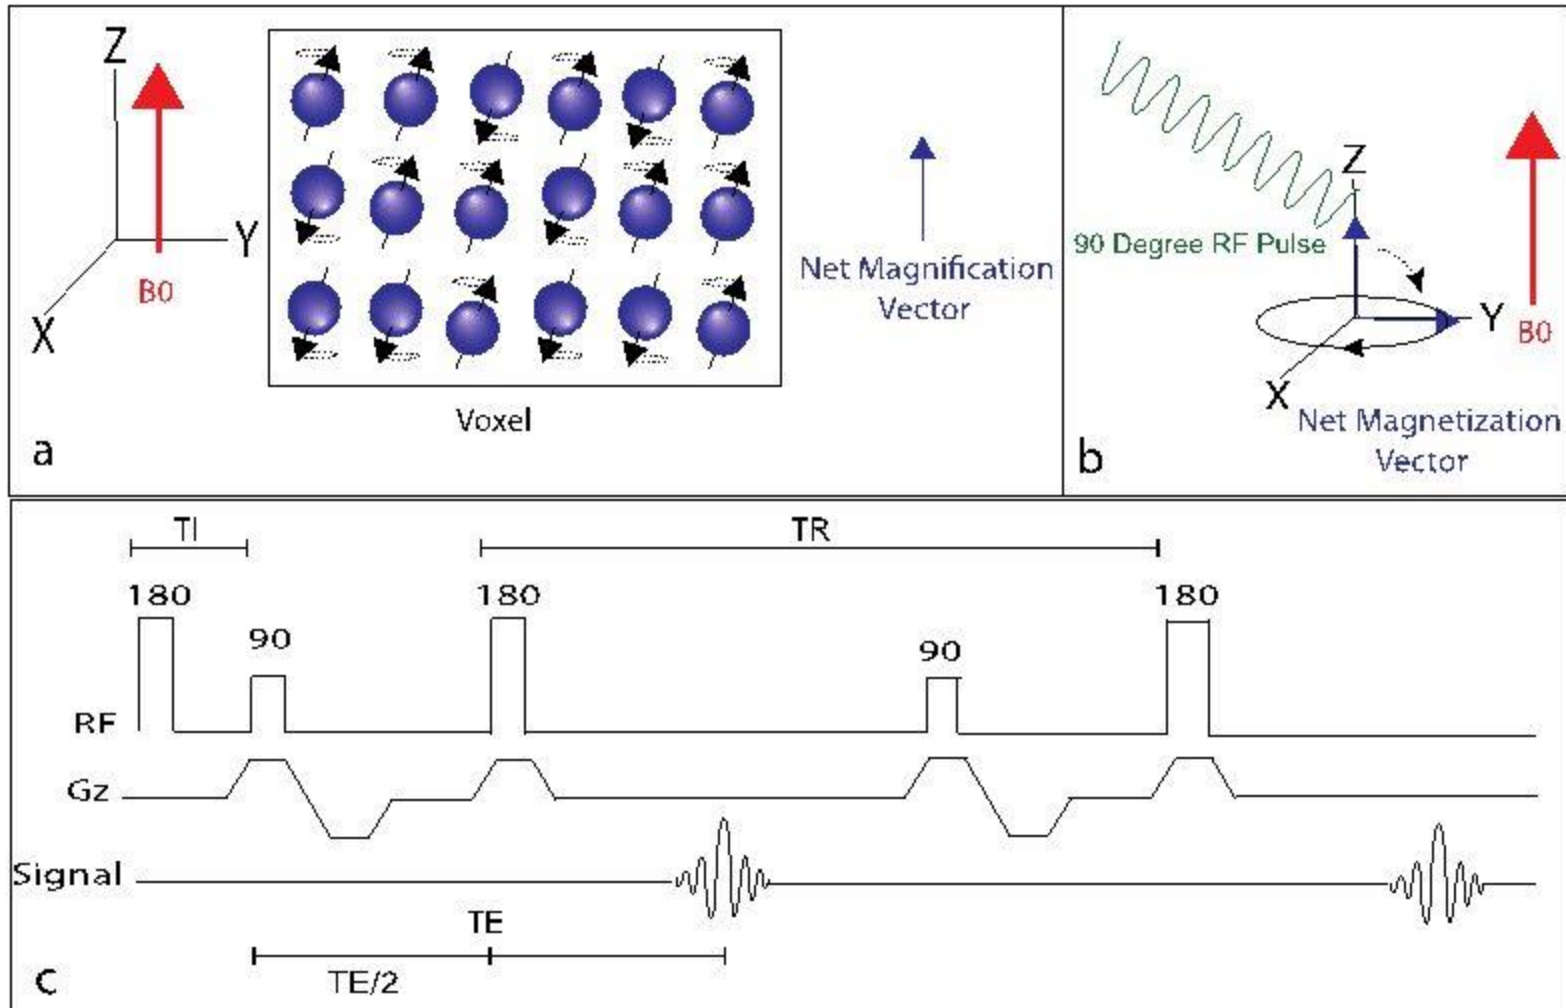 Z
B0
Y
X
Voxel
Net Magnification
Vector
a
90 Degree RF Pulse
Z
Y
X
B0
Net Magnetization
Vector
b
TI
TR
180
90
180
90
180
RF
Gz
Signal
TE
TE/2
c